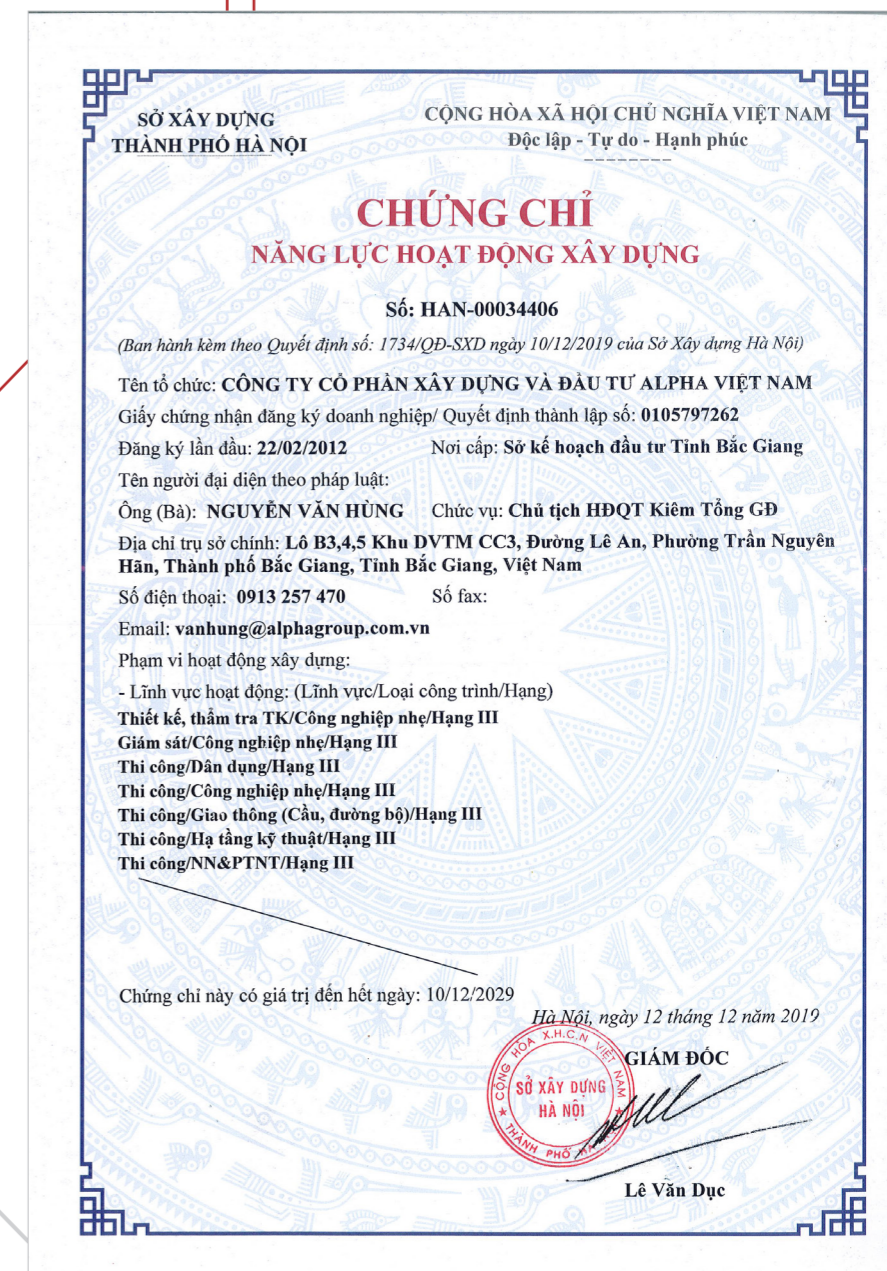 SỞ XÂY DỰNG
THÀNH PHỐ HÀ NỘI
CỘNG HÒA XÃ HỘI CHỦ NGHĨA VIỆT NAM
Độc lập - Tự do - Hạnh phúc
CHỨNG CHỈ
NĂNG LỰC HOẠT ĐỘNG XÂY DỰNG
Số: HAN-00034406
(Ban hành kèm theo Quyết định số: 1734/QĐ-SXD ngày 10/12/2019 của Sở Xây dựng Hà Nội)
Tên tổ chức: CÔNG TY CỔ PHẦN XÂY DỰNG VÀ ĐẦU TƯ ALPHA VIỆT NAM
Giấy chứng nhận đăng ký doanh nghiệp/ Quyết định thành lập số: 0105797262
Đăng ký lần đầu: 22/02/2012 Nơi cấp: Sở kế hoạch đầu tư Tỉnh Bắc Giang
Tên người đại diện theo pháp luật:
Ông (Bà): NGUYỄN VĂN HÙNG Chức vụ: Chủ tịch HĐQT Kiêm Tổng GĐ
Địa chỉ trụ sở chính: Lô B3,4,5 Khu DVTM CC3, Đường Lê An, Phường Trần Nguyên
Hãn, Thành phố Bắc Giang, Tỉnh Bắc Giang, Việt Nam
Số điện thoại: 0913 257 470 Số fax:
Email: vanhung@alphagroup.com.vn
Phạm vi hoạt động xây dựng:
- Lĩnh vực hoạt động: (Lĩnh vực/Loại công trình/Hạng)
Thiết kế, thẩm tra TK/Công nghiệp nhẹ/Hạng III
Giám sát/Công nghiệp nhẹ/Hạng III
Thi công/Dân dụng/Hạng III
Thi công/Công nghiệp nhẹ/Hạng III
Thi công/Giao thông (Cầu, đường bộ)/Hạng III
Thi công/Hạ tầng kỹ thuật/Hạng III
Thi công/NN&PTNT/Hạng III
Chứng chỉ này có giá trị đến hết ngày: 10/12/2029
Hà Nội, ngày 12 tháng 12 năm 2019
GIÁM ĐỐC
CỘNG HÒA X.H.C.N VIỆT NAM
SỞ XÂY DỰNG
HÀ NỘI
THÀNH PHỐ
Lê Văn Dục